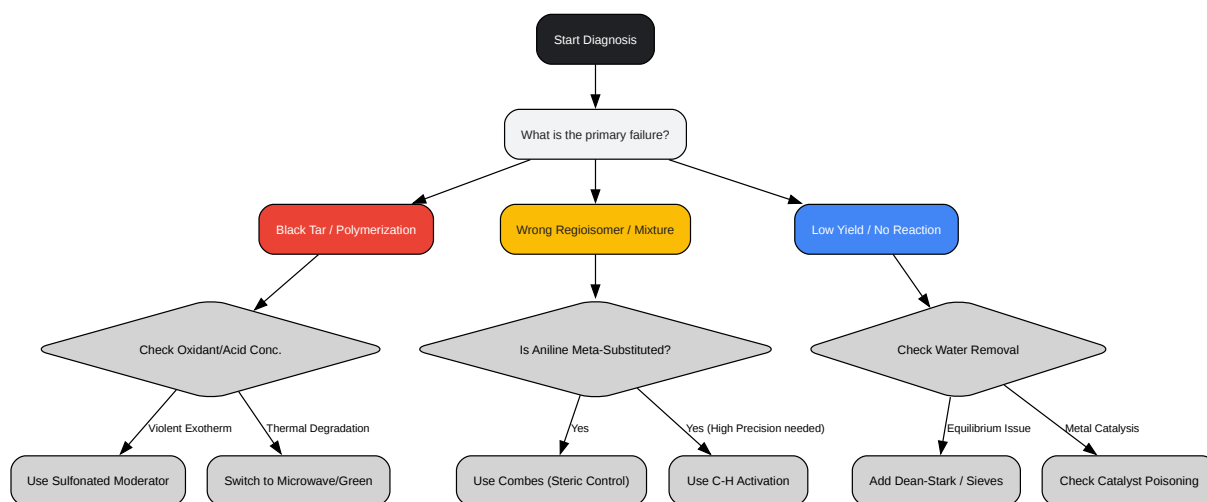 Start Diagnosis
What is the primary failure?
Black Tar / Polymerization
Wrong Regioisomer / Mixture
Low Yield / No Reaction
Check Oxidant/Acid Conc.
Is Aniline Meta-Substituted?
Check Water Removal
Violent Exotherm
Thermal Degradation
Yes
Yes (High Precision needed)
Equilibrium Issue
Metal Catalysis
Use Sulfonated Moderator
Switch to Microwave/Green
Use Combes (Steric Control)
Use C-H Activation
Add Dean-Stark / Sieves
Check Catalyst Poisoning